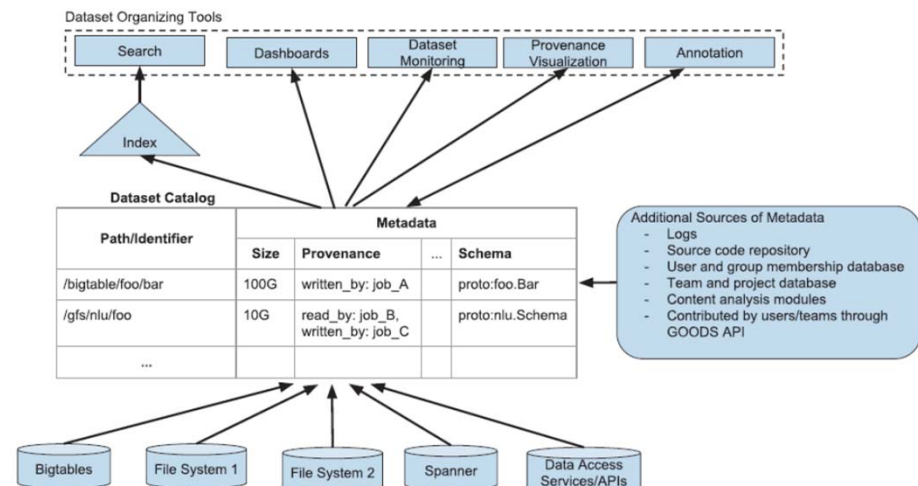 Dataset Organizing Tools
Search
Dashboards
Dataset
Monitoring
Provenance
Visualization
Annotation
Index
Dataset Catalog
Path/Identifier
Metadata
Size
Provenance
...
Schema
/bigtable/foo/bar
100G
written_by: job_A
proto:foo.Bar
/gfs/nlu/foo
10G
read_by: job_B,
written_by: job_C
proto:nlu.Schema
...
Additional Sources of Metadata
- Logs
- Source code repository
- User and group membership database
- Team and project database
- Content analysis modules
- Contributed by users/teams through
GOODS API
Bigtables
File System 1
File System 2
Spanner
Data Access
Services/APIs